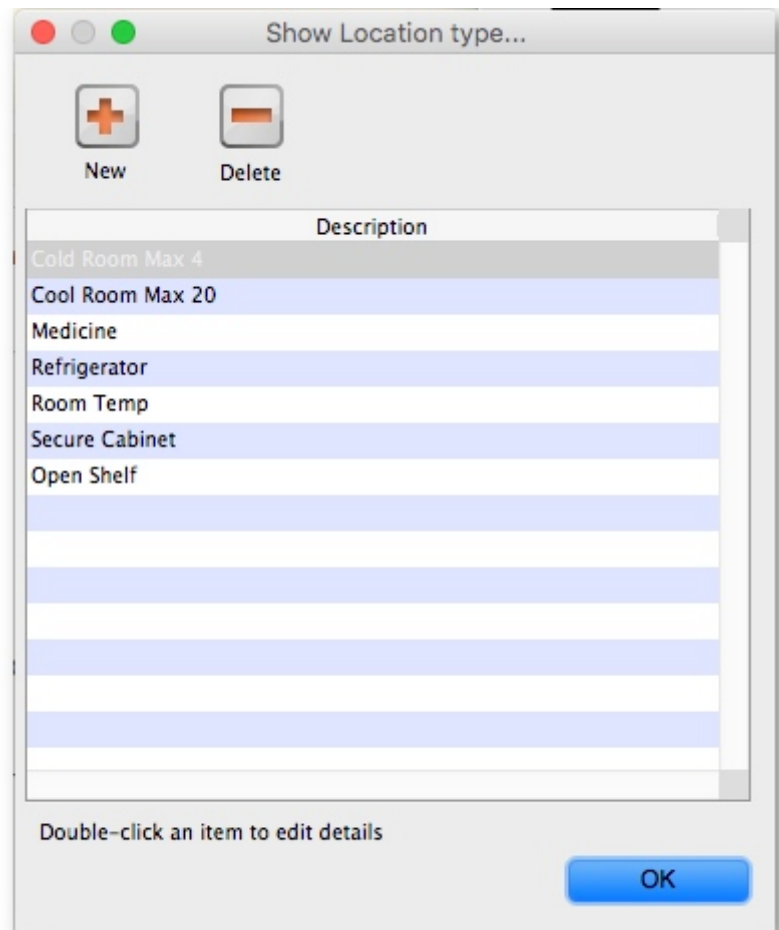 Show Location type...
New Delete
Description
Cold Room Max 4
Cool Room Max 20
Medicine
Refrigerator
Room Temp
Secure Cabinet
Open Shelf
Double-click an item to edit details
OK